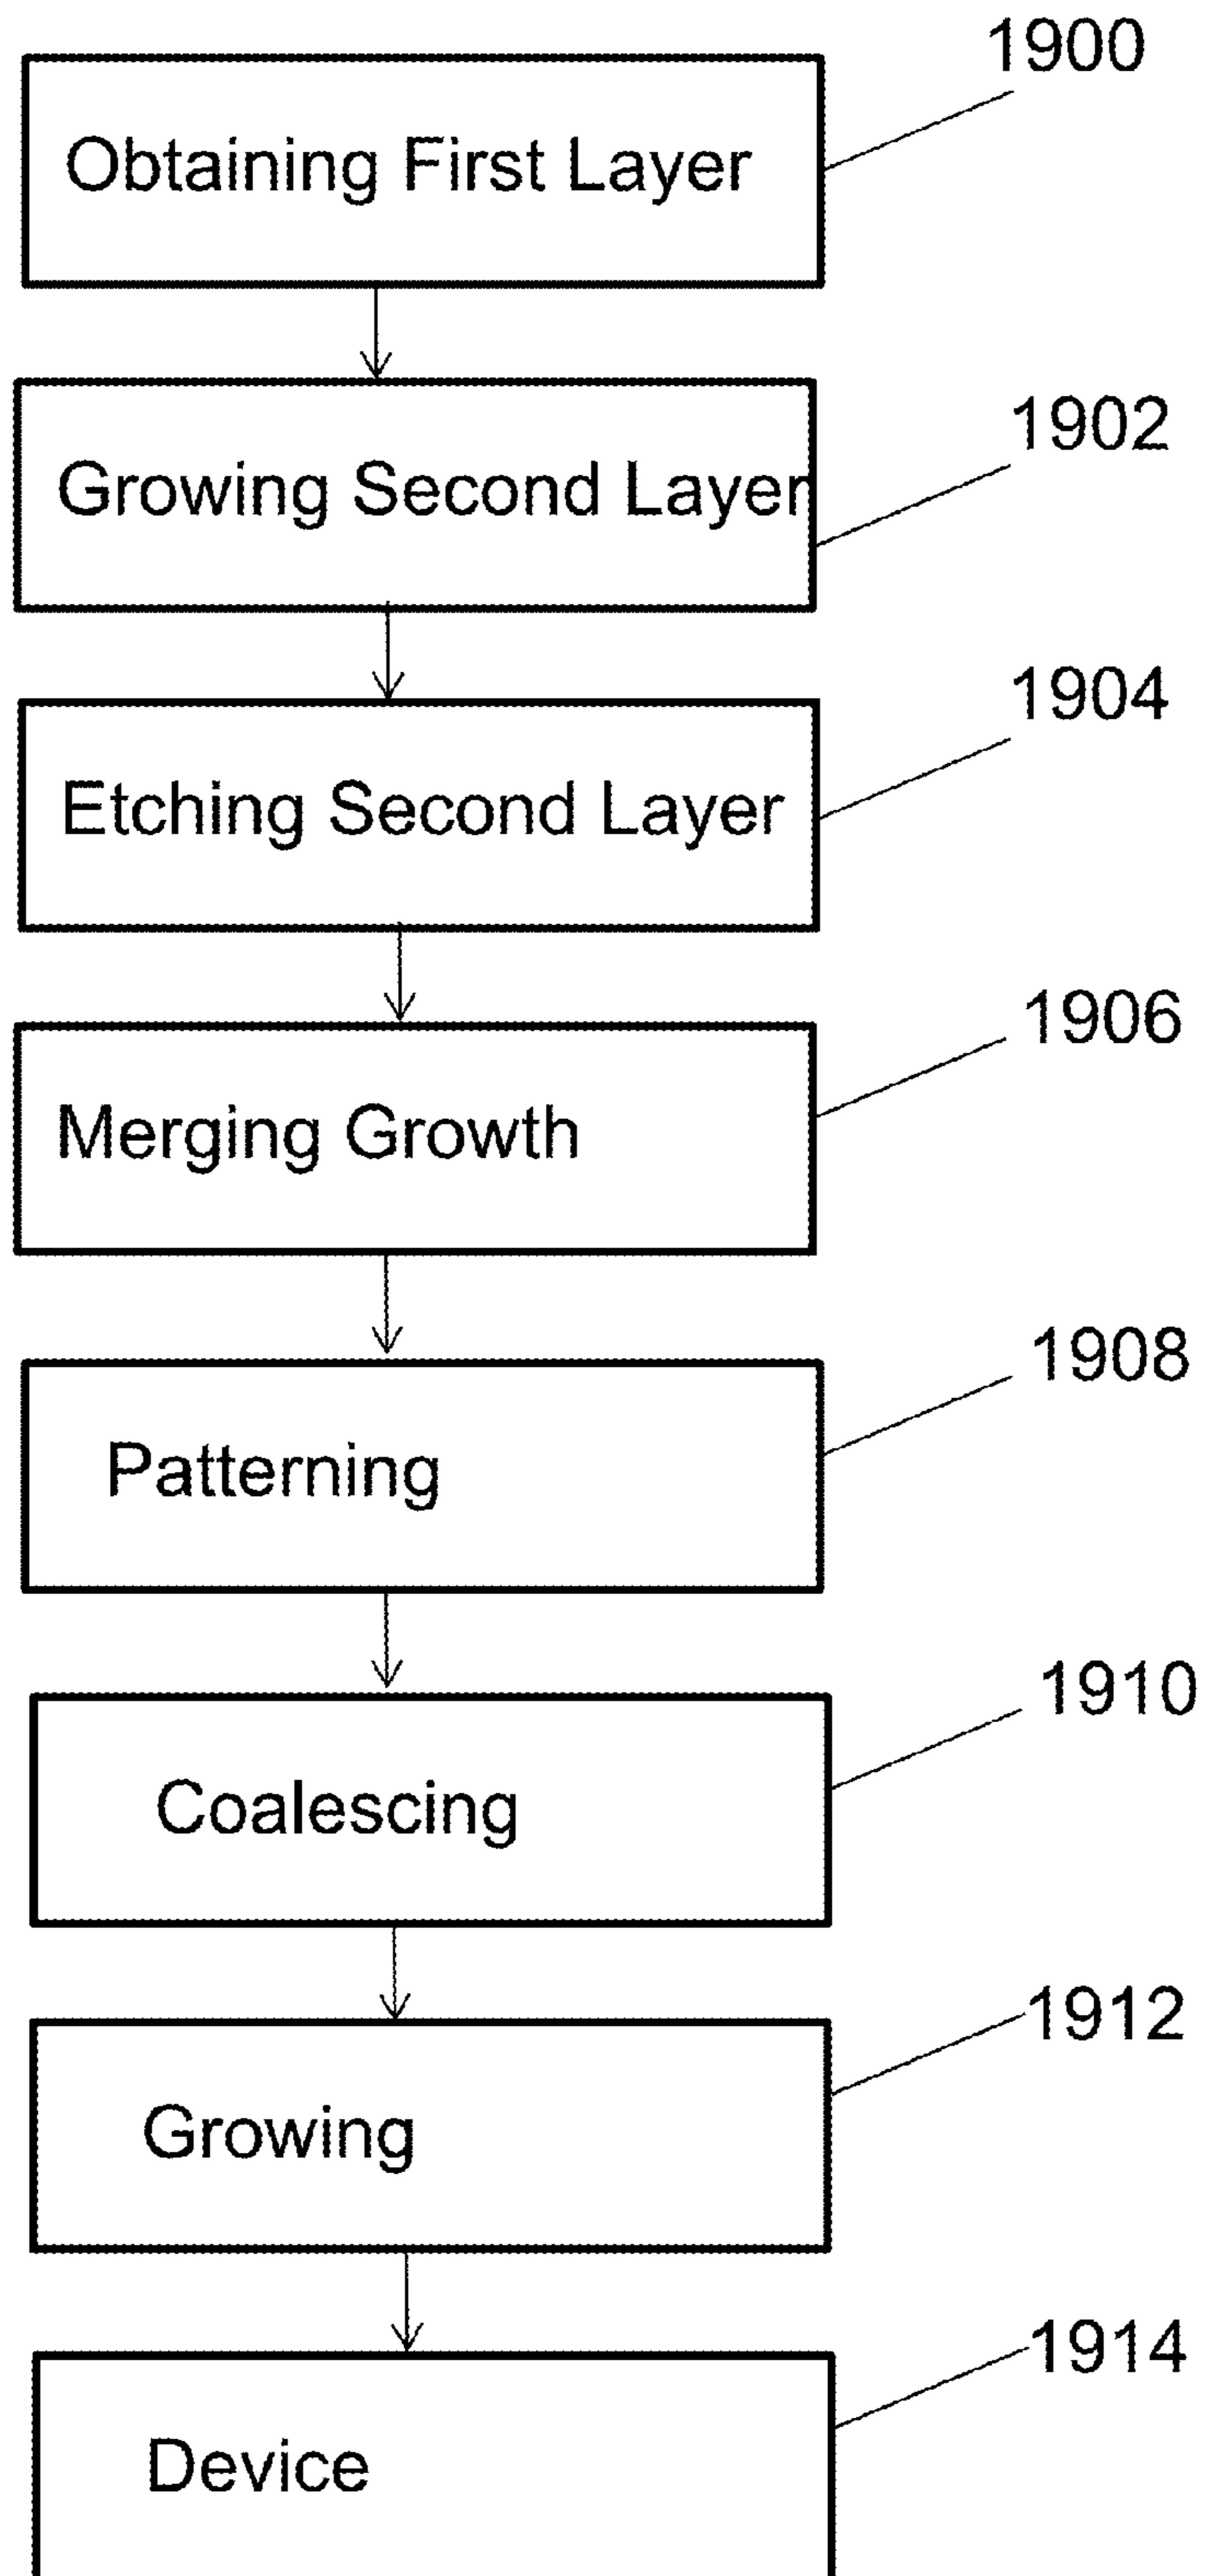 1900
Obtaining First Layer
1902
Growing Second Layer
1904
Etching Second Layer
1906
Merging Growth
1908
Patterning
1910
Coalescing
1912
Growing
1914
Device